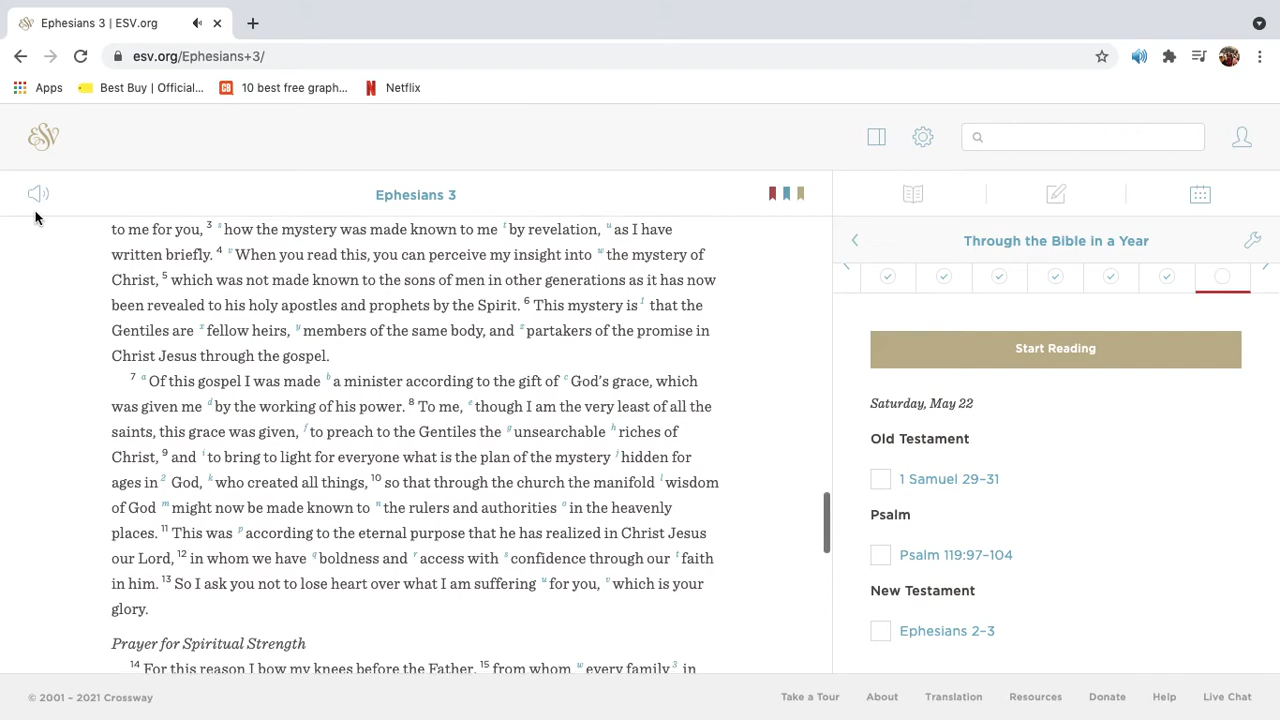 Ephesians 3 | ESV.org
esv.org/Ephesians+3/
Apps Best Buy | Official... CB 10 best free graph... Netflix
ESV
Ephesians 3
to me for you, 3 s how the mystery was made known to me t by revelation, u as I have
written briefly. 4 v When you read this, you can perceive my insight into w the mystery of
Christ, 5 which was not made known to the sons of men in other generations as it has now
been revealed to his holy apostles and prophets by the Spirit. 6 This mystery is 1 that the
Gentiles are x fellow heirs, y members of the same body, and z partakers of the promise in
Christ Jesus through the gospel.
7 a Of this gospel I was made b a minister according to the gift of c God's grace, which
was given me d by the working of his power. 8 To me, e though I am the very least of all the
saints, this grace was given, f to preach to the Gentiles the g unsearchable h riches of
Christ, 9 and i to bring to light for everyone what is the plan of the mystery j hidden for
ages in 2 God, k who created all things, 10 so that through the church the manifold l wisdom
of God m might now be made known to n the rulers and authorities o in the heavenly
places. 11 This was p according to the eternal purpose that he has realized in Christ Jesus
our Lord, 12 in whom we have q boldness and r access with s confidence through our t faith
in him. 13 So I ask you not to lose heart over what I am suffering u for you, v which is your
glory.
Prayer for Spiritual Strength
14 For this reason I bow my knees before the Father, 15 from whom w every family 3 in
Through the Bible in a Year
Start Reading
Saturday, May 22
Old Testament
1 Samuel 29–31
Psalm
Psalm 119:97–104
New Testament
Ephesians 2–3
© 2001 – 2021 Crossway
Take a Tour About Translation Resources Donate Help Live Chat